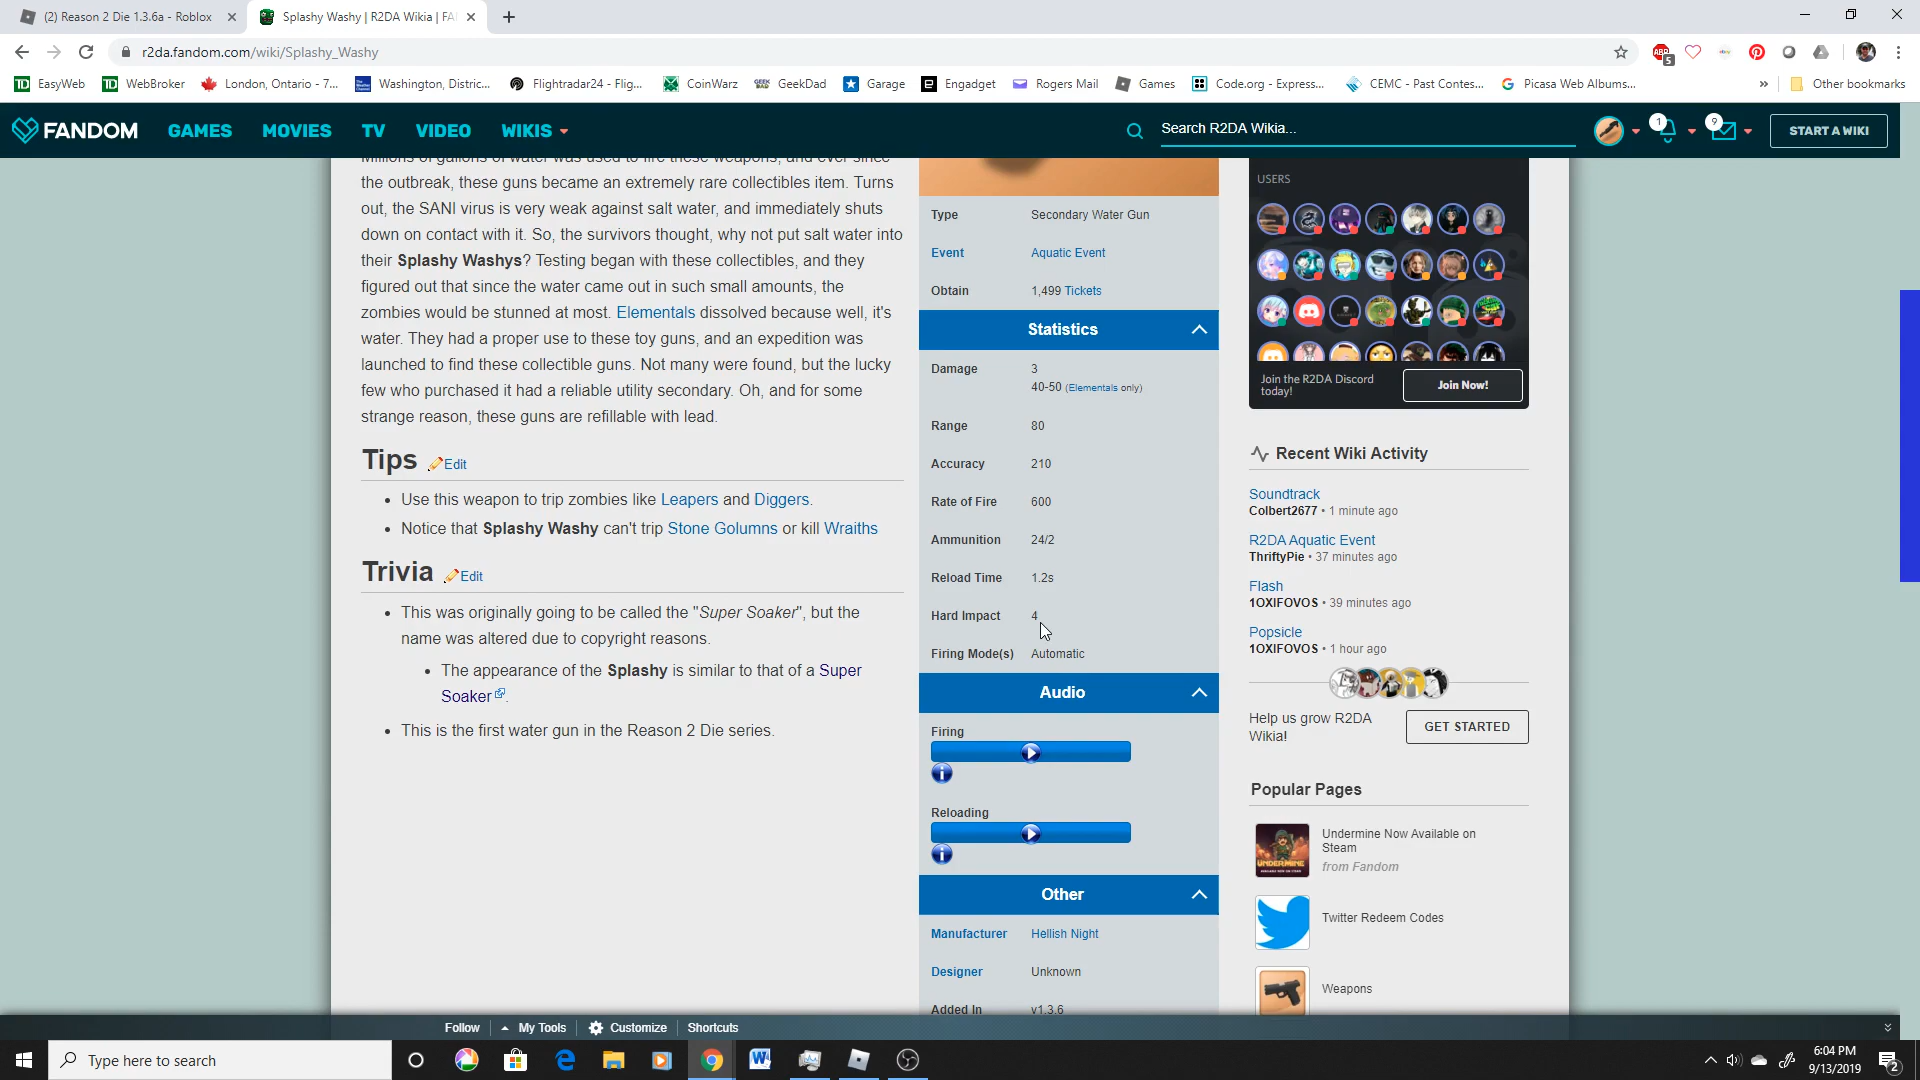 (2) Reason 2 Die 1.3.6a - Roblox
Splashy Washy | R2DA Wikia | FA
r2da.fandom.com/wiki/Splashy_Washy
5
EasyWeb
WebBroker
London, Ontario - 7...
Washington, Distric...
Flightradar24 - Flig...
CoinWarz
GeekDad
Garage
Engadget
Rogers Mail
Games
Code.org - Express...
CEMC - Past Contes...
Picasa Web Albums...
Other bookmarks
FANDOM
GAMES
MOVIES
TV
VIDEO
WIKIS
Search R2DA Wikia...
1
9
START A WIKI
Millions of gallons of water was used to fire these weapons, and ever since
the outbreak, these guns became an extremely rare collectibles item. Turns
out, the SANI virus is very weak against salt water, and immediately shuts
down on contact with it. So, the survivors thought, why not put salt water into
their Splashy Washys? Testing began with these collectibles, and they
figured out that since the water came out in such small amounts, the
zombies would be stunned at most. Elementals dissolved because well, it's
water. They had a proper use to these toy guns, and an expedition was
launched to find these collectible guns. Not many were found, but the lucky
few who purchased it had a reliable utility secondary. Oh, and for some
strange reason, these guns are refillable with lead.
Tips Edit
• Use this weapon to trip zombies like Leapers and Diggers.
• Notice that Splashy Washy can't trip Stone Golumns or kill Wraiths
Trivia Edit
• This was originally going to be called the "Super Soaker", but the
name was altered due to copyright reasons.
• The appearance of the Splashy is similar to that of a Super
Soaker.
• This is the first water gun in the Reason 2 Die series.
Type Secondary Water Gun
Event Aquatic Event
Obtain 1,499 Tickets
Statistics
Damage 3
40-50 (Elementals only)
Range 80
Accuracy 210
Rate of Fire 600
Ammunition 24/2
Reload Time 1.2s
Hard Impact 4
Firing Mode(s) Automatic
Audio
Firing
i
Reloading
i
Other
Manufacturer Hellish Night
Designer Unknown
Added In v1.3.6
USERS
Join the R2DA Discord
today!
Join Now!
Recent Wiki Activity
Soundtrack
Colbert2677 • 1 minute ago
R2DA Aquatic Event
ThriftyPie • 37 minutes ago
Flash
1OXIFOVOS • 39 minutes ago
Popsicle
1OXIFOVOS • 1 hour ago
Help us grow R2DA
Wikia!
GET STARTED
Popular Pages
UNDERMINE
Undermine Now Available on
Steam
from Fandom
Twitter Redeem Codes
Weapons
Follow
My Tools
Customize
Shortcuts
Type here to search
6:04 PM
9/13/2019
2